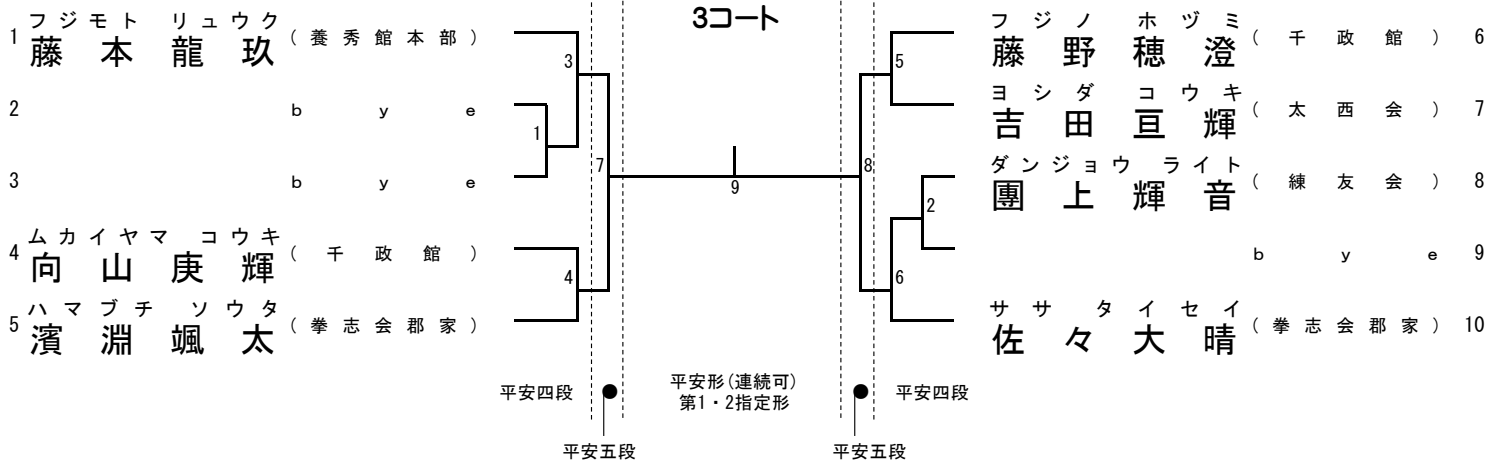 3コート
フジモト リュウク
1 藤本 龍玖 (養秀館本部)
2 bye
3 bye
ムカイヤマ コウキ
4 向山庚輝 (千政館)
ハマブチ ソウタ
5 濱淵颯太 (拳志会郡家)
フジノ ホヅミ
藤野穂澄 (千政館) 6
ヨシダ コウキ
吉田亘輝 (太西会) 7
ダンジョウ ライト
團上輝音 (練友会) 8
bye 9
ササ タイセイ
佐々大晴 (拳志会郡家) 10
3
1
7
4
9
5
8
2
6
平安四段
平安形(連続可)
第1・2指定形
平安四段
平安五段
平安五段